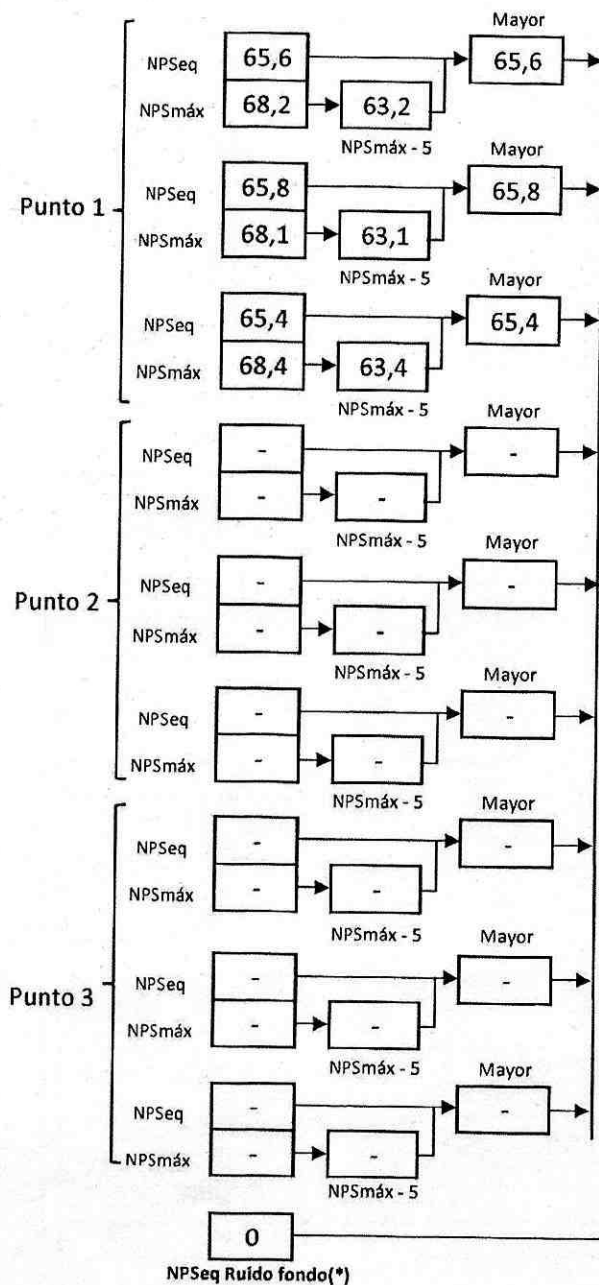 Mayor
NPSeq 65,6 65,6
NPSmáx 68,2 63,2
NPSmáx - 5
Mayor
NPSeq 65,8 65,8
Punto 1
NPSmáx 68,1 63,1
NPSmáx - 5
Mayor
NPSeq 65,4 65,4
NPSmáx 68,4 63,4
NPSmáx - 5
Mayor
NPSeq - -
NPSmáx - -
NPSmáx - 5
Mayor
NPSeq - -
Punto 2
NPSmáx - -
NPSmáx - 5
Mayor
NPSeq - -
NPSmáx - -
NPSmáx - 5
Mayor
NPSeq - -
NPSmáx - -
NPSmáx - 5
Mayor
NPSeq - -
Punto 3
NPSmáx - -
NPSmáx - 5
Mayor
NPSeq - -
NPSmáx - -
NPSmáx - 5
0
NPSeq Ruido fondo(*)